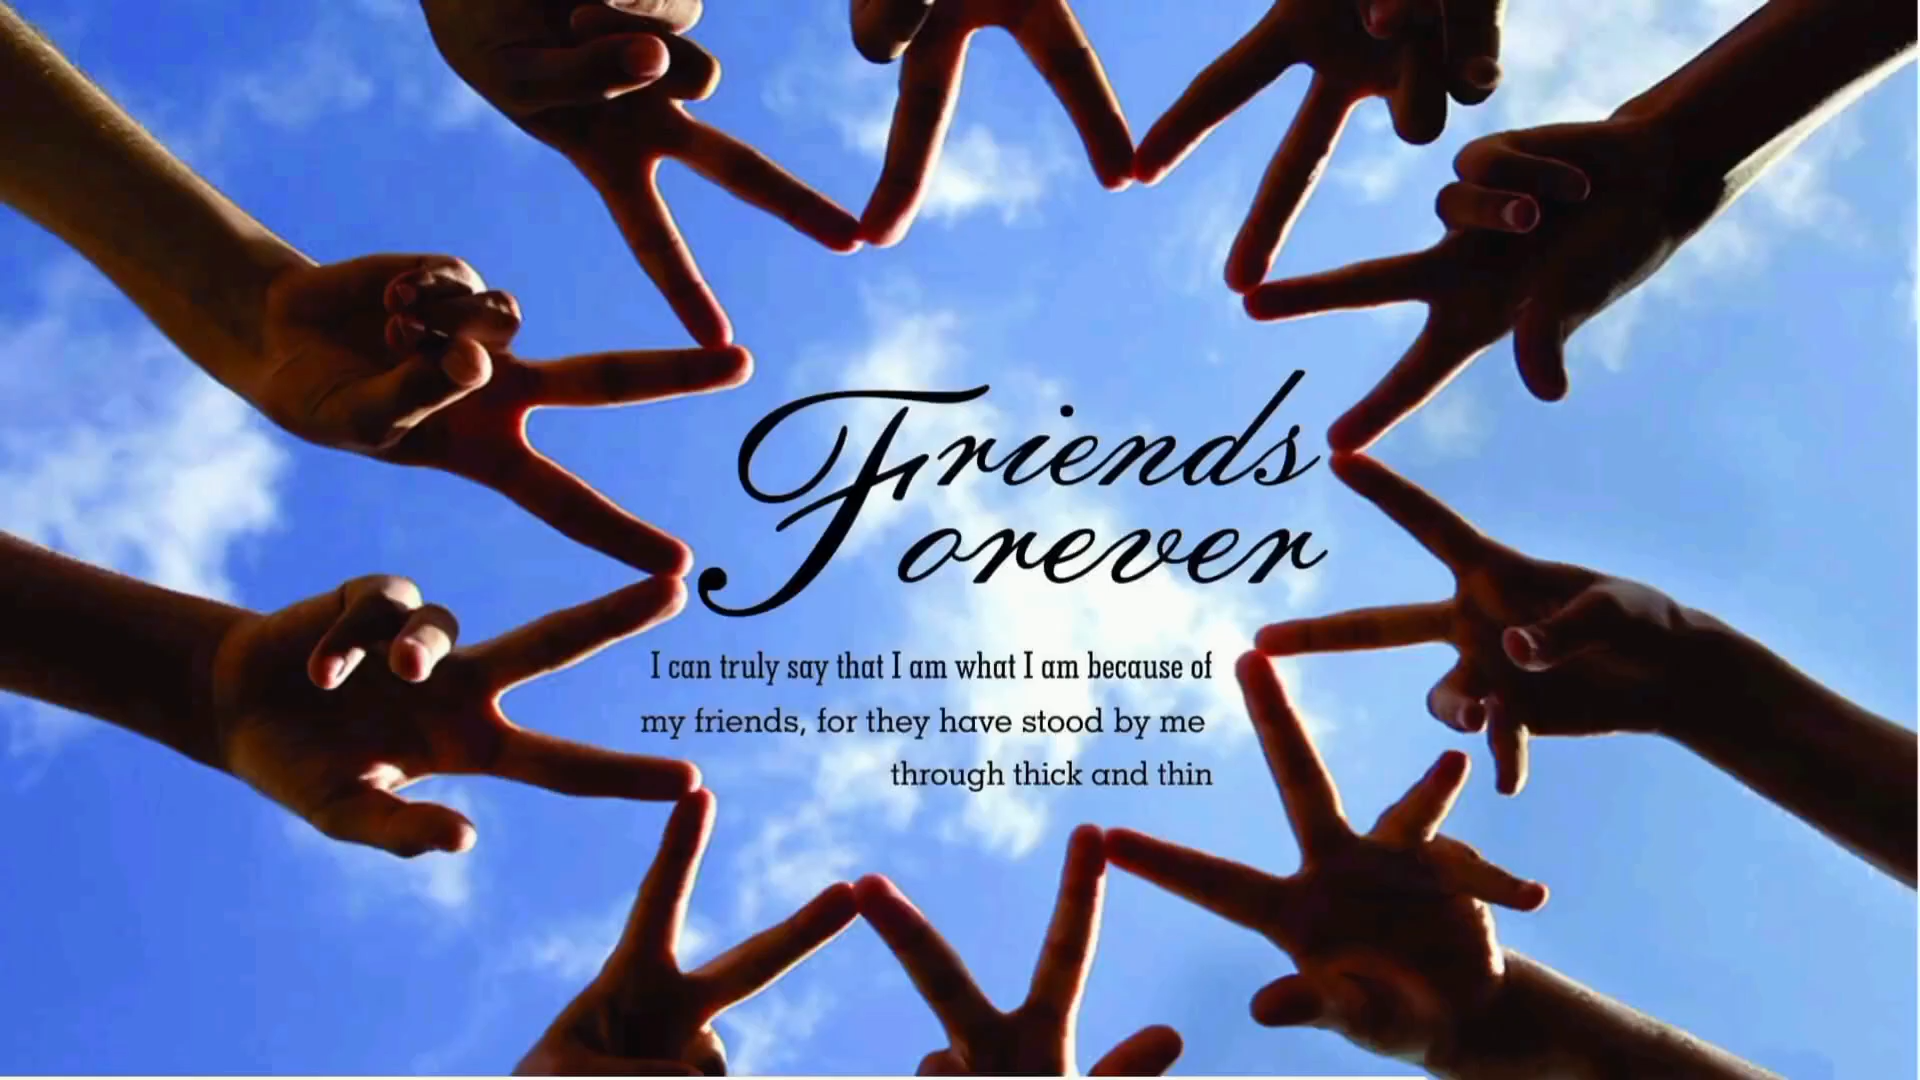 Friends
Forever
I can truly say that I am what I am because of
my friends, for they have stood by me
through thick and thin